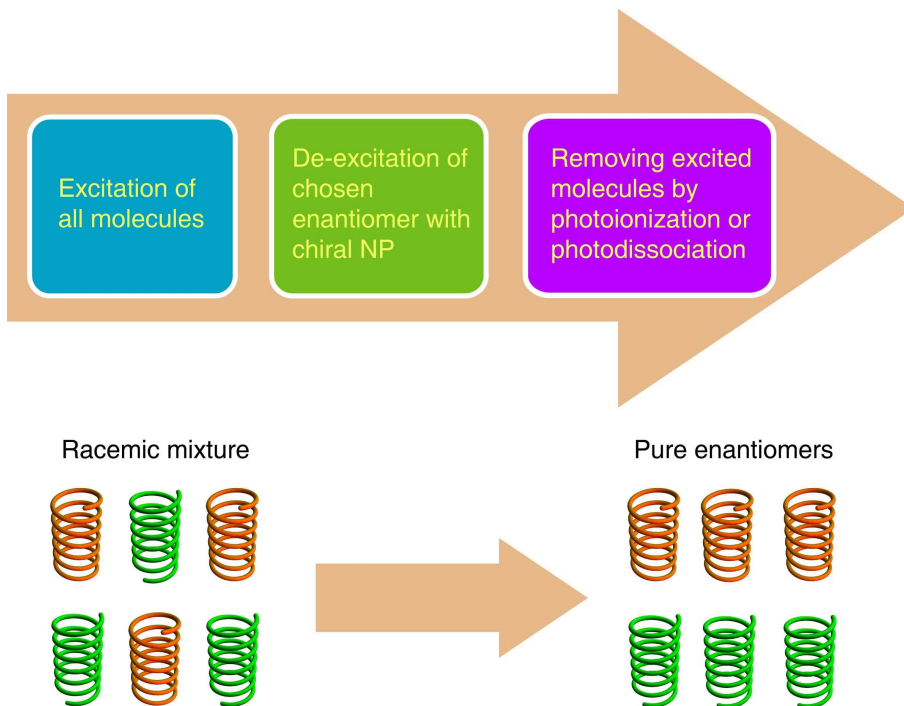 Excitation of
all molecules
De-excitation of
chosen
enantiomer with
chiral NP
Removing excited
molecules by
photoionization or
photodissociation
Racemic mixture
Pure enantiomers